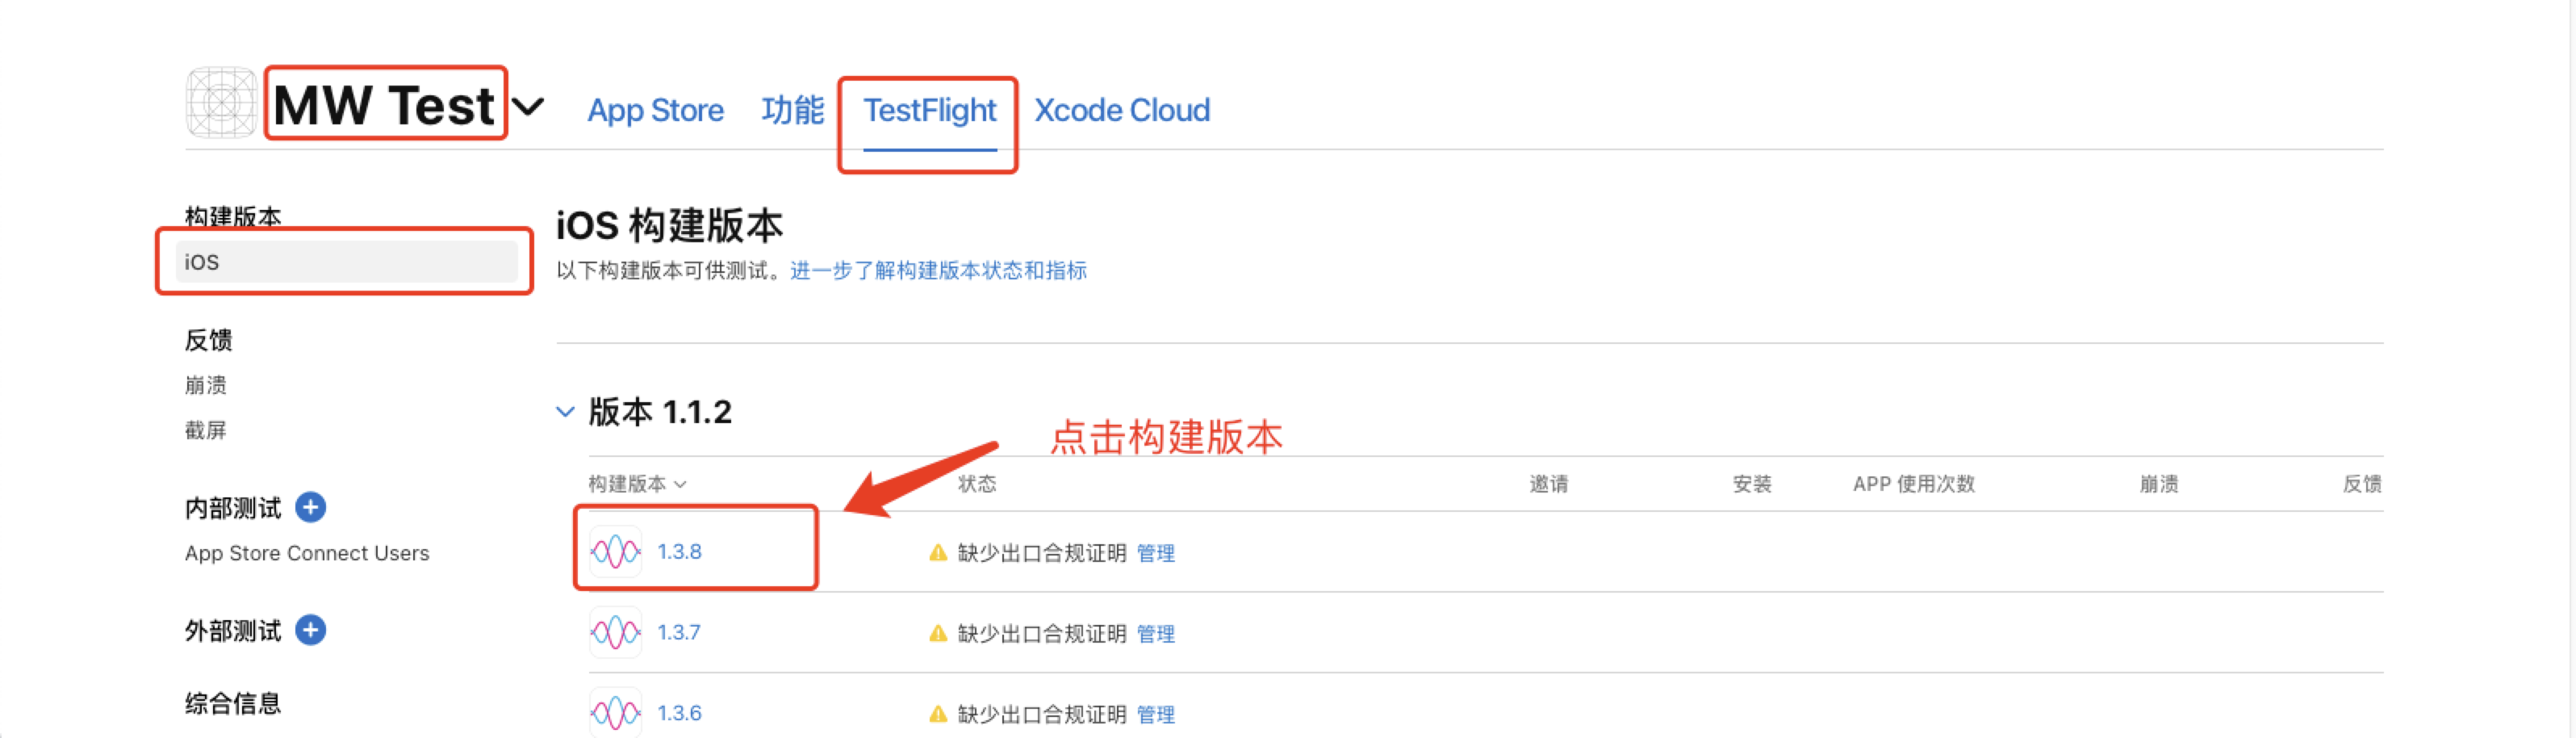 MW Test
App Store 功能 TestFlight Xcode Cloud
构建版本
iOS
反馈
崩溃
截屏
内部测试
App Store Connect Users
外部测试
综合信息
iOS 构建版本
以下构建版本可供测试。进一步了解构建版本状态和指标
版本 1.1.2
点击构建版本
构建版本 状态 邀请 安装 APP 使用次数 崩溃 反馈
1.3.8 缺少出口合规证明 管理
1.3.7 缺少出口合规证明 管理
1.3.6 缺少出口合规证明 管理